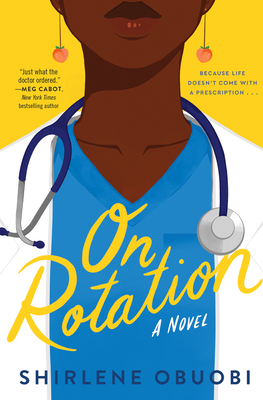 "Just what
the doctor
ordered."
—MEG CABOT,
New York Times
bestselling author
BECAUSE LIFE
DOESN'T COME WITH
A PRESCRIPTION . . .
On
Rotation
A NOVEL
SHIRLENE OBUOBI